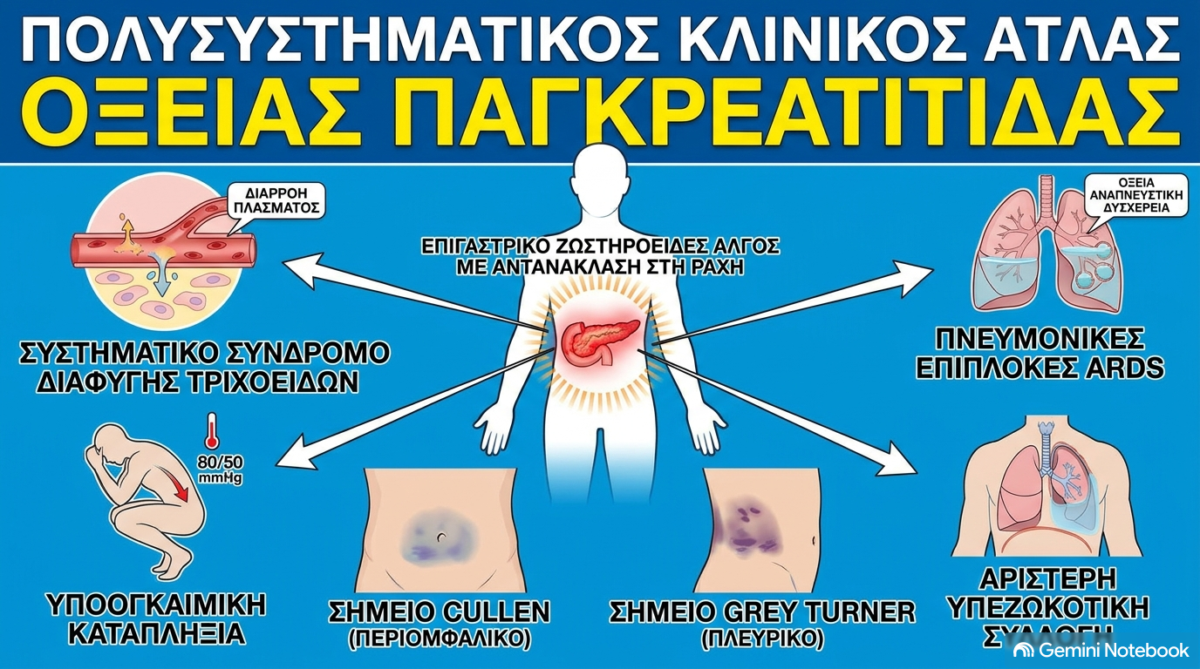 ΠΟΛΥΣΥΣΤΗΜΑΤΙΚΟΣ ΚΛΙΝΙΚΟΣ ΑΤΛΑΣ
ΟΞΕΙΑΣ ΠΑΓΚΡΕΑΤΙΤΙΔΑΣ
ΔΙΑΡΡΟΗ
ΠΛΑΣΜΑΤΟΣ
ΣΥΣΤΗΜΑΤΙΚΟ ΣΥΝΔΡΟΜΟ
ΔΙΑΦΥΓΗΣ ΤΡΙΧΟΕΙΔΩΝ
ΕΠΙΓΑΣΤΡΙΚΟ ΖΩΣΤΗΡΟΕΙΔΕΣ ΑΛΓΟΣ
ΜΕ ΑΝΤΑΝΑΚΛΑΣΗ ΣΤΗ ΡΑΧΗ
ΟΞΕΙΑ
ΑΝΑΠΝΕΥΣΤΙΚΗ
ΔΥΣΧΕΡΕΙΑ
ΠΝΕΥΜΟΝΙΚΕΣ
ΕΠΙΠΛΟΚΕΣ ARDS
80/50
mmHg
ΥΠΟΟΓΚΑΙΜΙΚΗ
ΚΑΤΑΠΛΗΞΙΑ
ΣΗΜΕΙΟ CULLEN
(ΠΕΡΙΟΜΦΑΛΙΚΟ)
ΣΗΜΕΙΟ GREY TURNER
(ΠΛΕΥΡΙΚΟ)
ΑΡΙΣΤΕΡΗ
ΥΠΕΖΩΚΟΤΙΚΗ
ΣΥΛΛΟΓΗ
Gemini Notebook